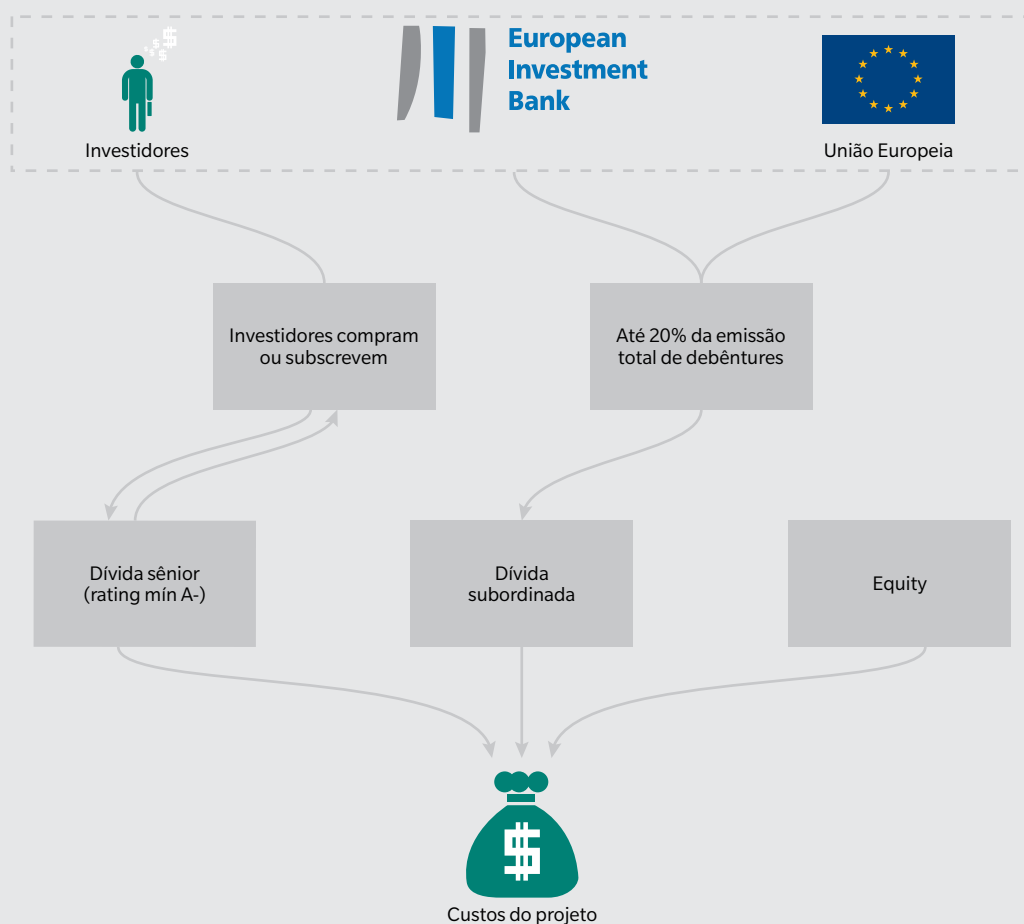 European
Investment
Bank
Investidores
União Europeia
Investidores compram
ou subscrevem
Até 20% da emissão
total de debêntures
Dívida sênior
(rating mín A-)
Dívida
subordinada
Equity
$
Custos do projeto